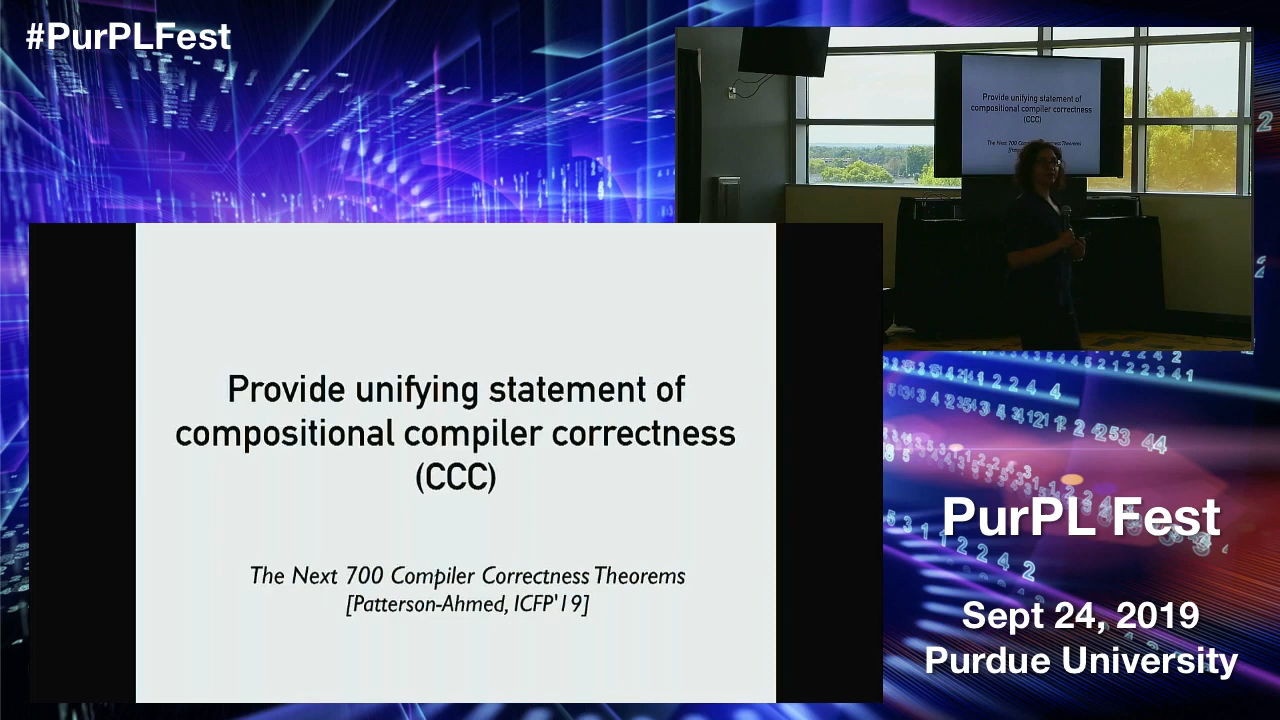 #PurPLFest
Provide unifying statement of
compositional compiler correctness
(CCC)
Provide unifying statement of
compositional compiler correctness
(CCC)
The Next 700 Compiler Correctness Theorems
[Patterson-Ahmed, ICFP'19]
PurPL Fest
Sept 24, 2019
Purdue University